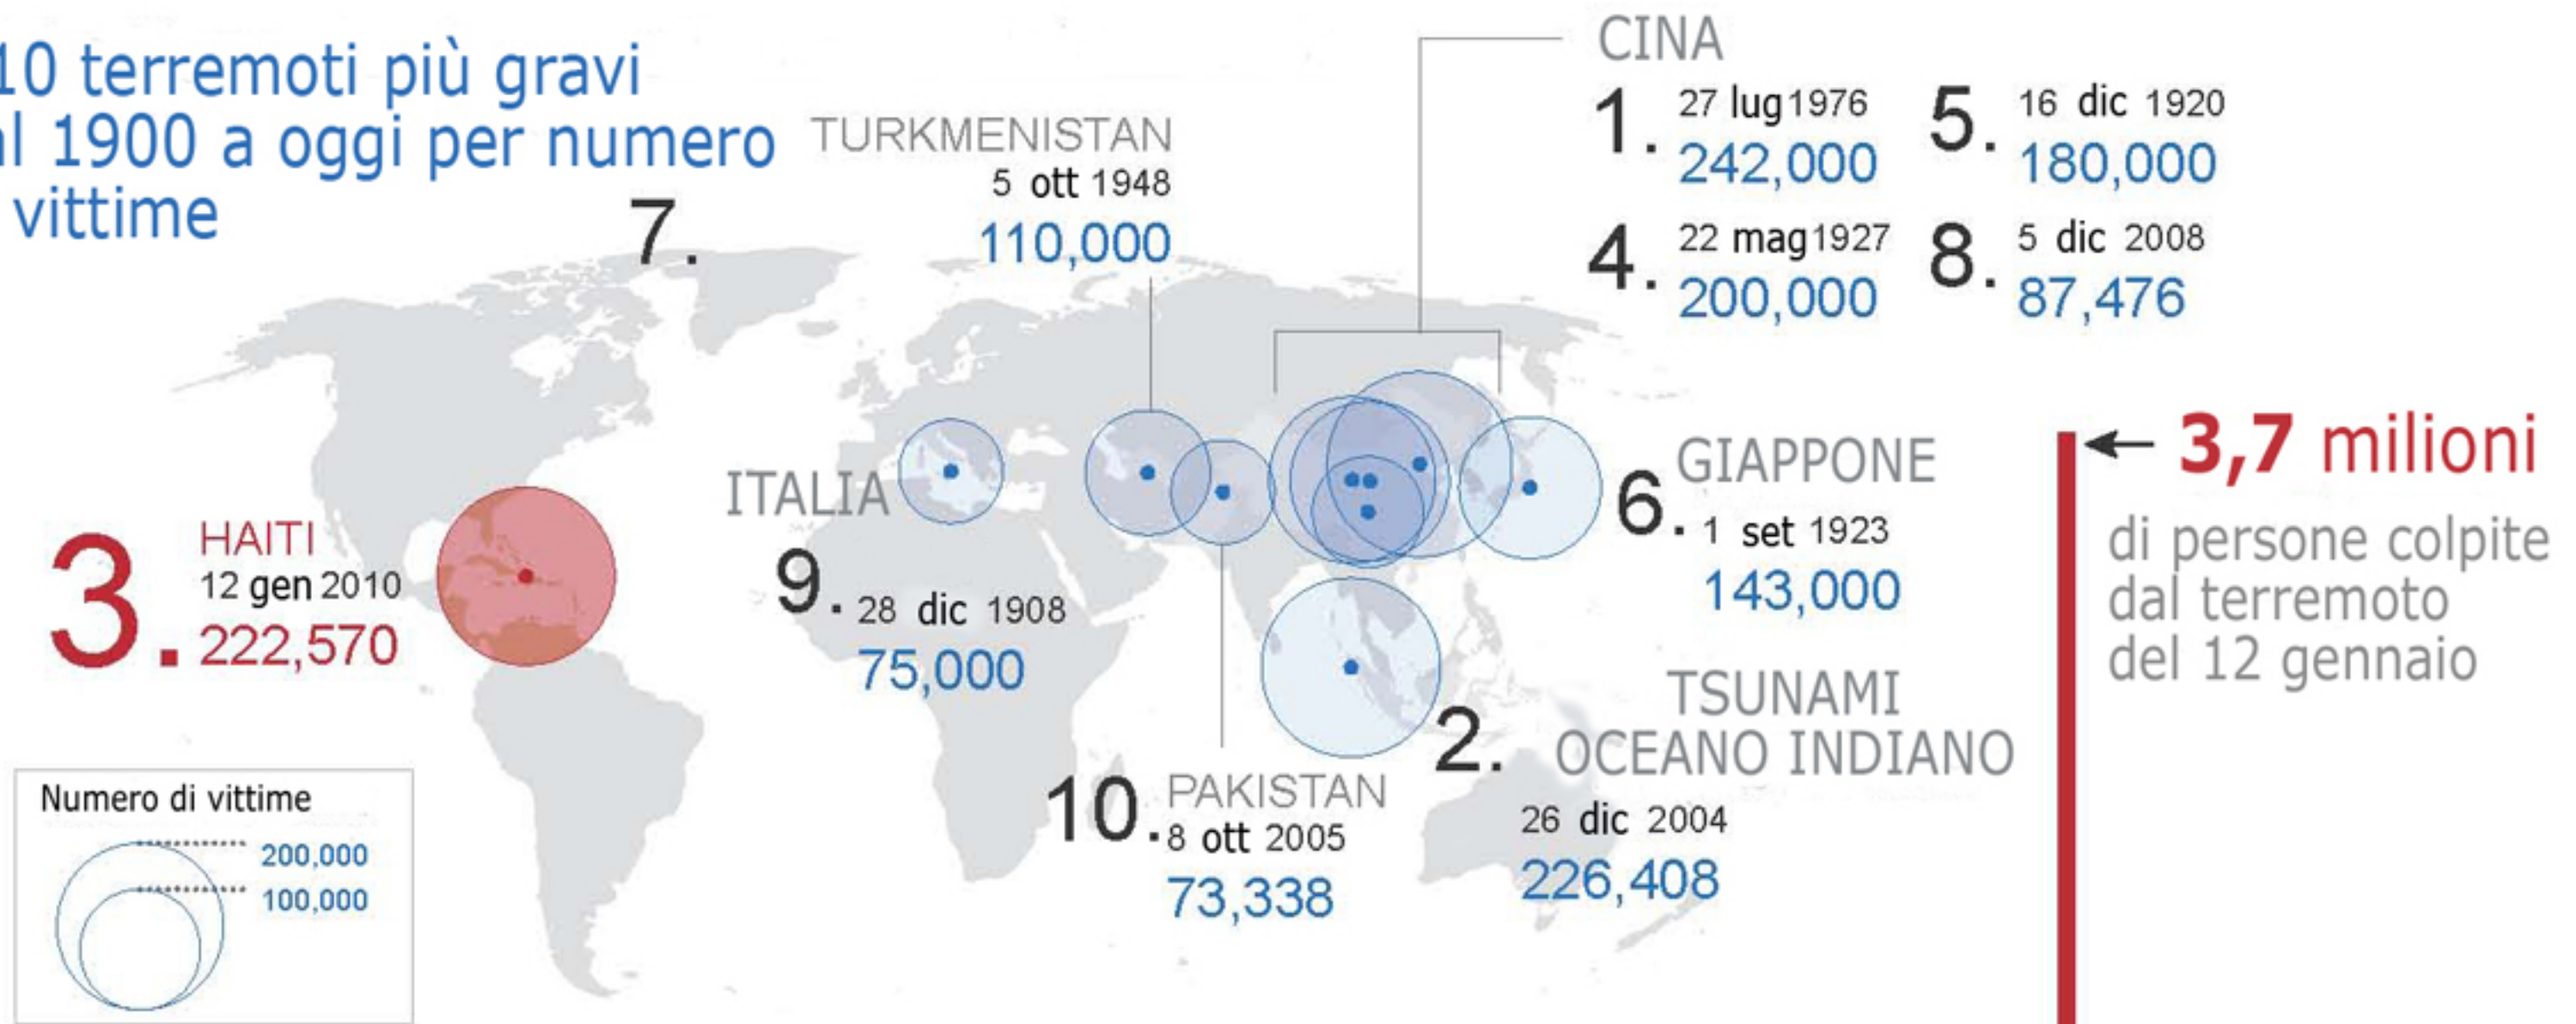 10 terremoti più gravi
al 1900 a oggi per numero
vittime
7.
TURKMENISTAN
5 ott 1948
110,000
CINA
1. 27 lug 1976
242,000
5. 16 dic 1920
180,000
4. 22 mag 1927
200,000
8. 5 dic 2008
87,476
3. HAITI
12 gen 2010
222,570
ITALIA
9. 28 dic 1908
75,000
6. GIAPPONE
1 set 1923
143,000
10. PAKISTAN
8 ott 2005
73,338
2. TSUNAMI
OCEANO INDIANO
26 dic 2004
226,408
3,7 milioni
di persone colpite
dal terremoto
del 12 gennaio
Numero di vittime
200,000
100,000